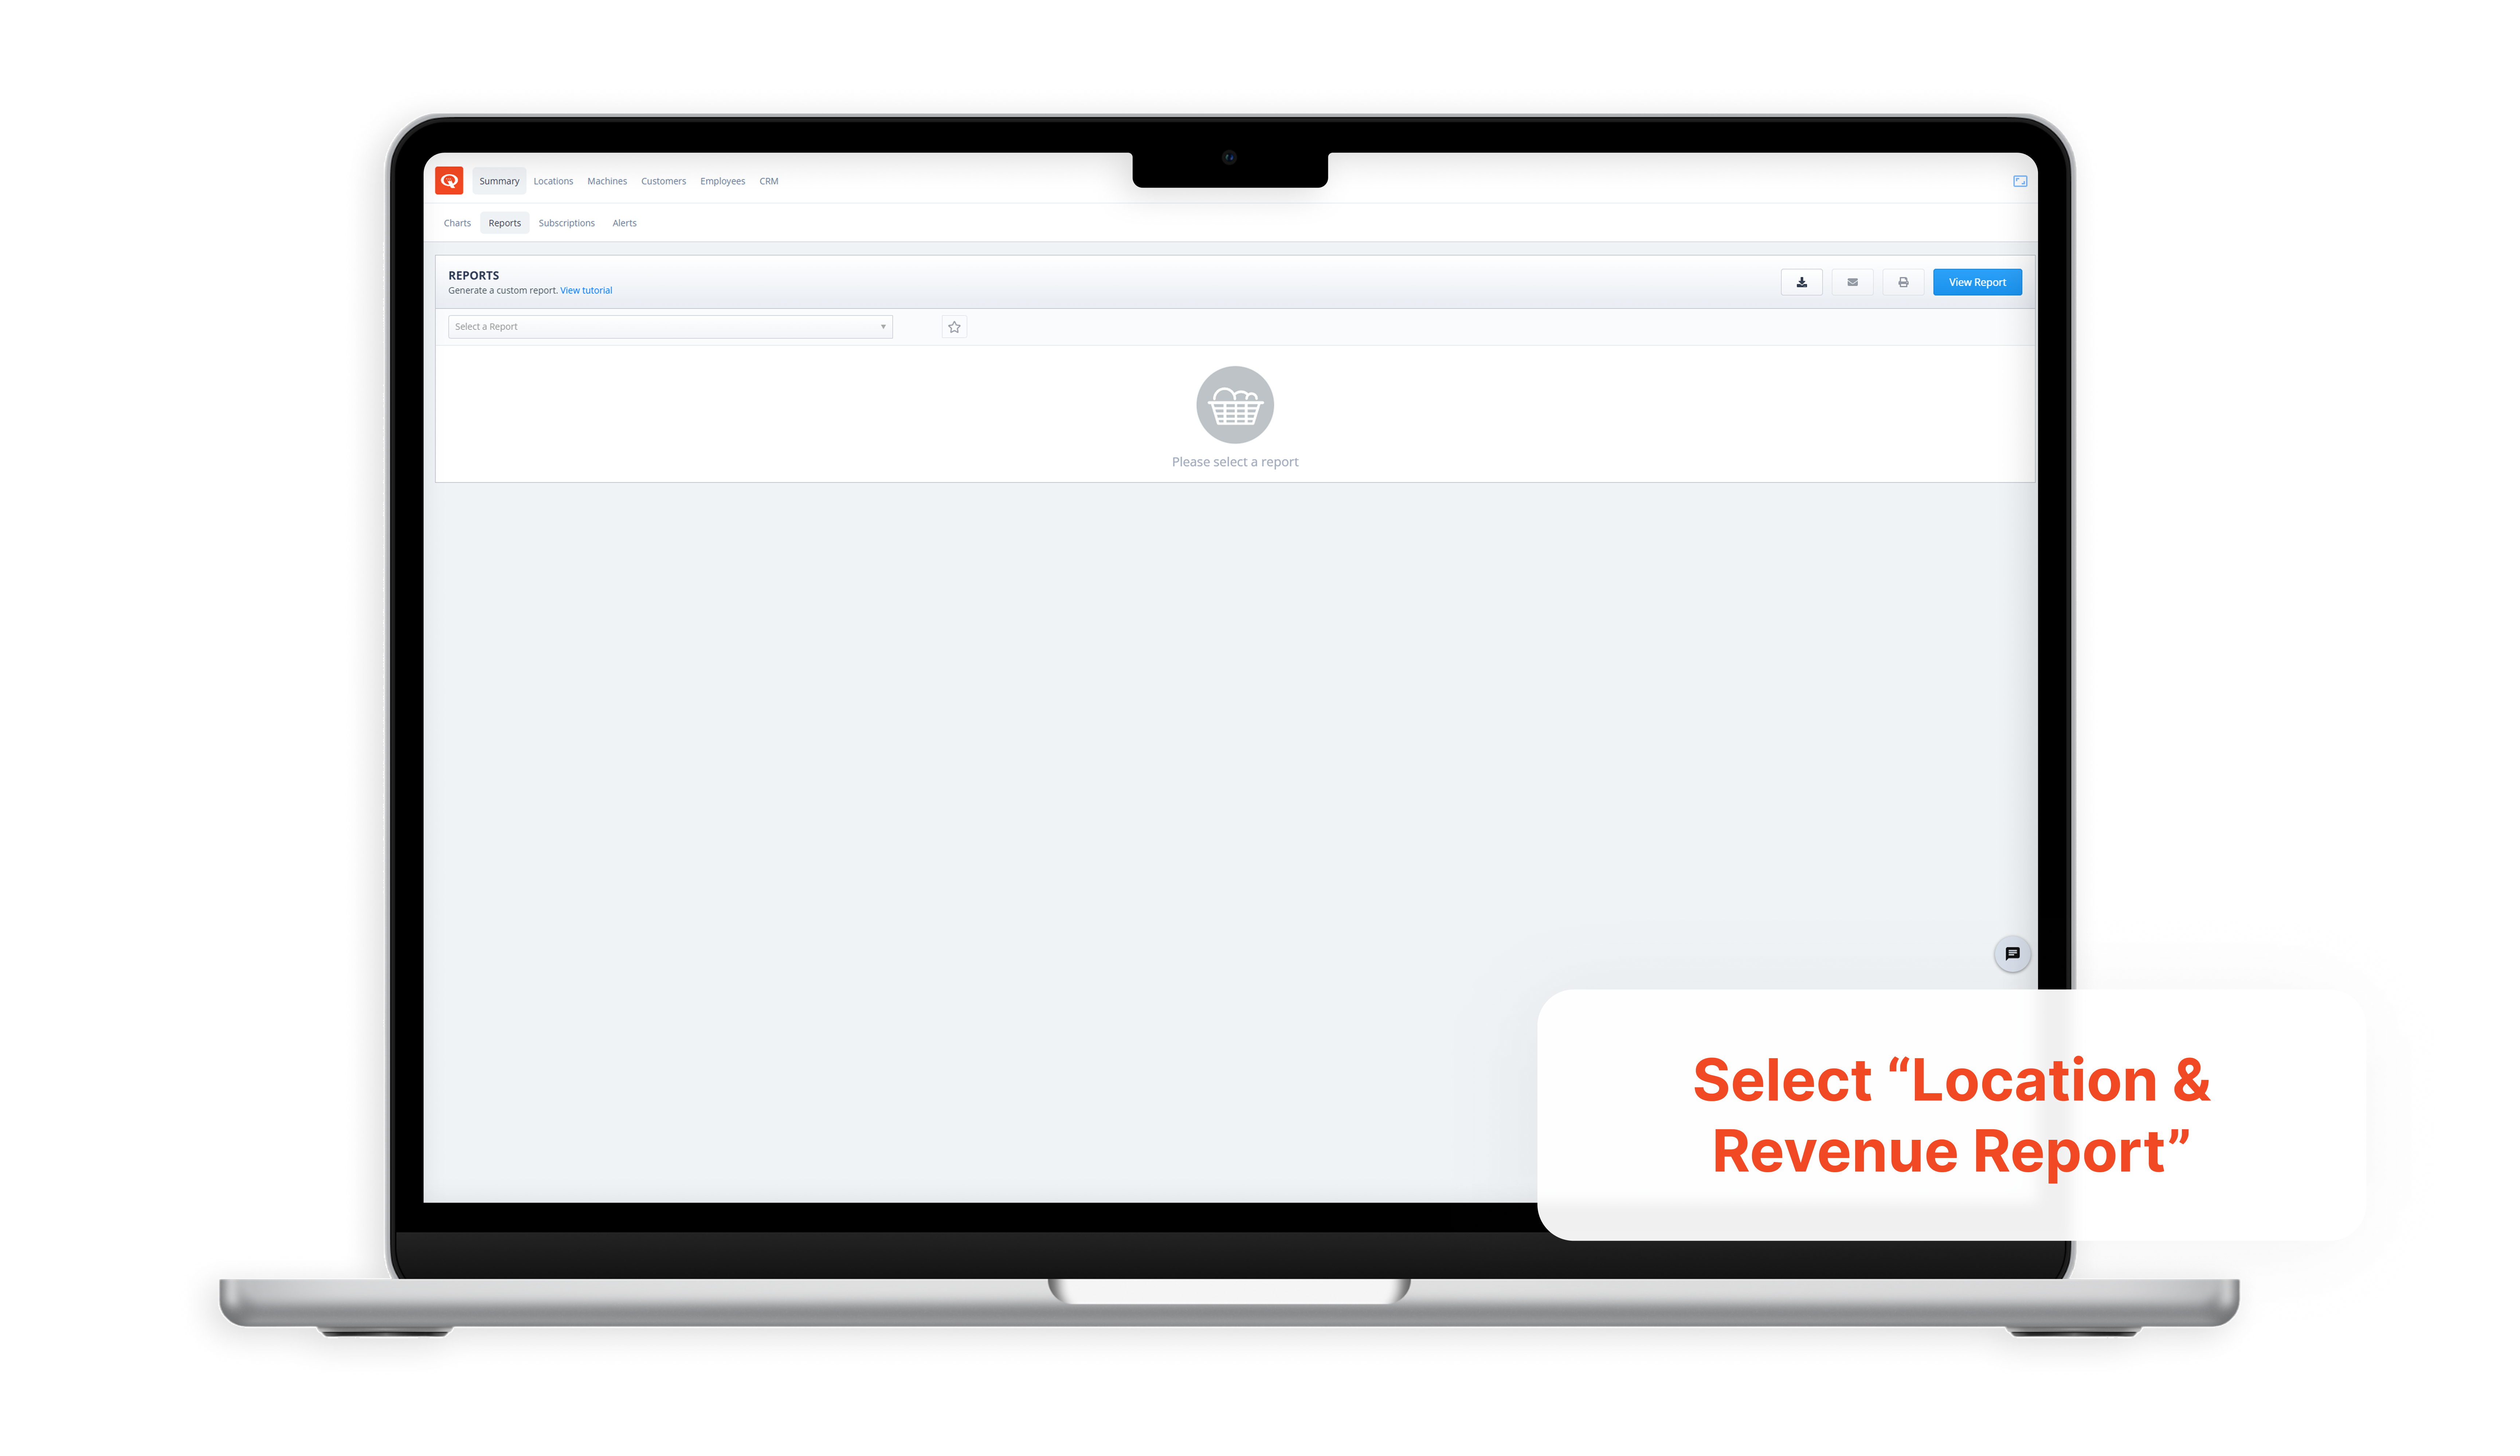 Summary Locations Machines Customers Employees CRM
Charts Reports Subscriptions Alerts
REPORTS
Generate a custom report. View tutorial
View Report
Select a Report
Please select a report
Select “Location &
Revenue Report”